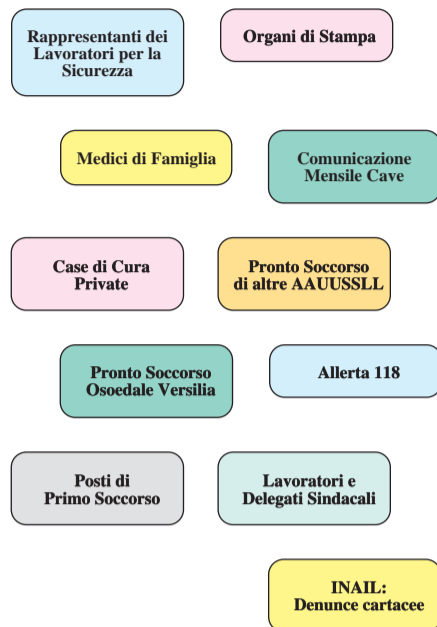 Rappresentanti dei
Lavoratori per la
Sicurezza
Organi di Stampa
Medici di Famiglia
Comunicazione
Mensile Cave
Case di Cura
Private
Pronto Soccorso
di altre AAUUSSLL
Pronto Soccorso
Osoedale Versilia
Allerta 118
Posti di
Primo Soccorso
Lavoratori e
Delegati Sindacali
INAIL:
Denunce cartacee